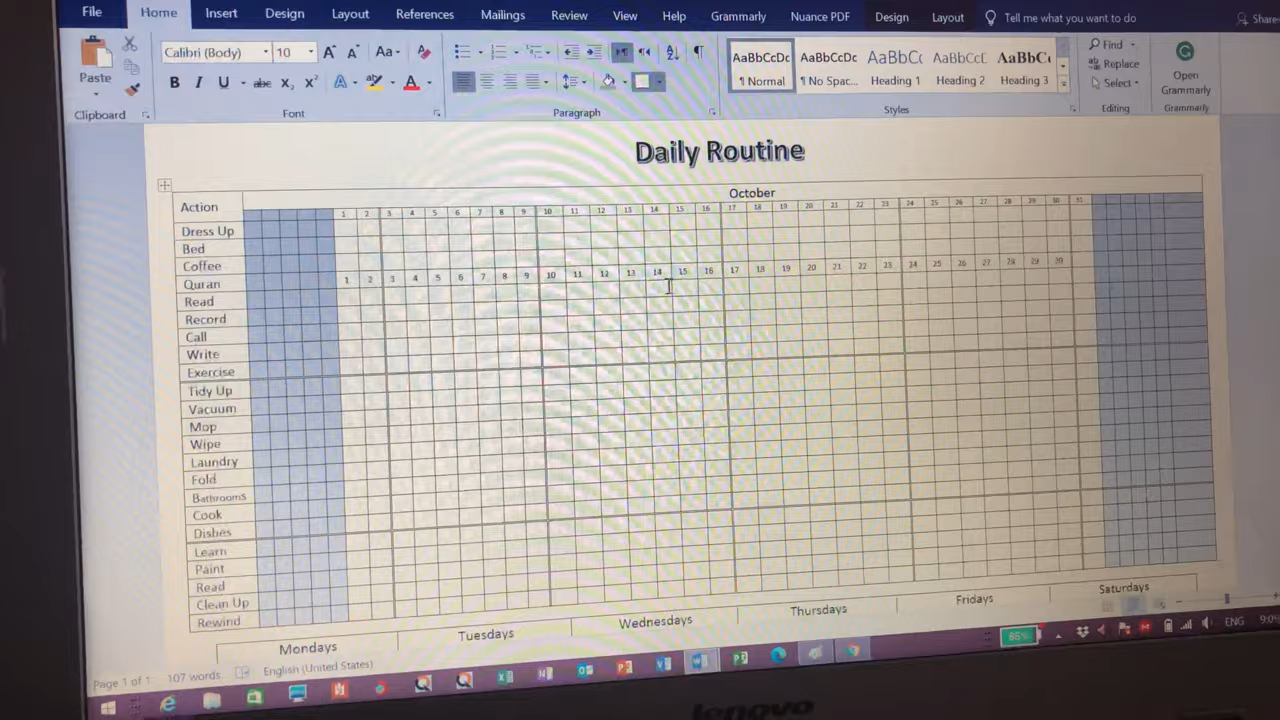 File Home Insert Design Layout References Mailings Review View Help Grammarly Nuance PDF Design Layout Tell me what you want to do Share
Calibri (Body) 10 Aa AaBbCcDc AaBbCcDc AaBbCc AaBbCcD AaBbC Find
Replace
Paste B I U abc X₂ X² A A ¶ Normal ¶ No Spac... Heading 1 Heading 2 Heading 3 Select Open
Grammarly
Clipboard Font Paragraph Styles Editing Grammarly
Daily Routine
October
Action 1 2 3 4 5 6 7 8 9 10 11 12 13 14 15 16 17 18 19 20 21 22 23 24 25 26 27 28 29 30 31
Dress Up
Bed
Coffee
Quran 1 2 3 4 5 6 7 8 9 10 11 12 13 14 15 16 17 18 19 20 21 22 23 24 25 26 27 28 29 30
Read
Record
Call
Write
Exercise
Tidy Up
Vacuum
Mop
Wipe
Laundry
Fold
Bathrooms
Cook
Dishes
Learn
Paint
Read
Clean Up
Rewind
Mondays Tuesdays Wednesdays Thursdays Fridays Saturdays
Page 1 of 1 107 words English (United States)
86% ENG
lenovo